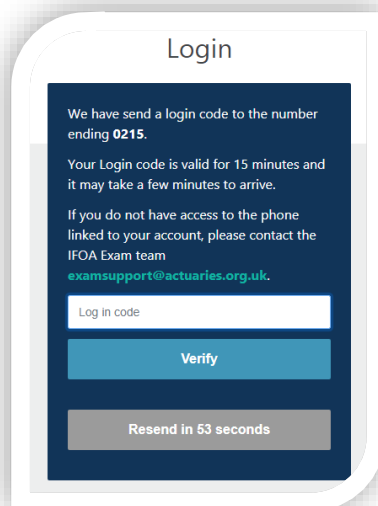 Login
We have send a login code to the number
ending 0215.
Your Login code is valid for 15 minutes and
it may take a few minutes to arrive.
If you do not have access to the phone
linked to your account, please contact the
IFOA Exam team
examsupport@actuaries.org.uk.
Log in code
Verify
Resend in 53 seconds